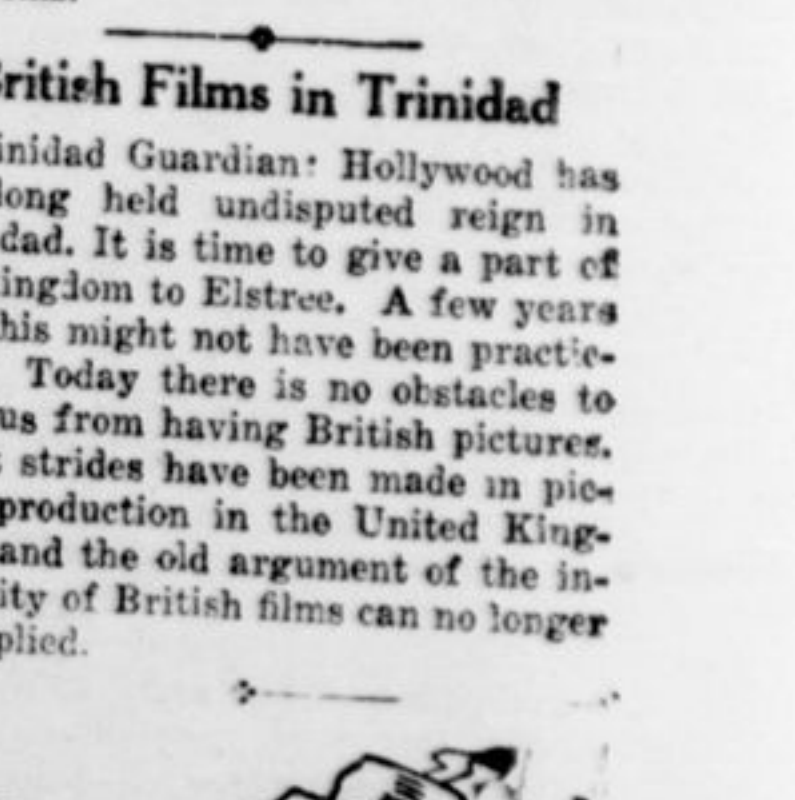 ritish Films in Trinidad
inidad Guardian: Hollywood has
long held undisputed reign in
dad. It is time to give a part of
ingdom to Elstree. A few years
his might not have been practic-
Today there is no obstacles to
us from having British pictures.
strides have been made in pic-
production in the United King-
and the old argument of the in-
ity of British films can no longer
plied.